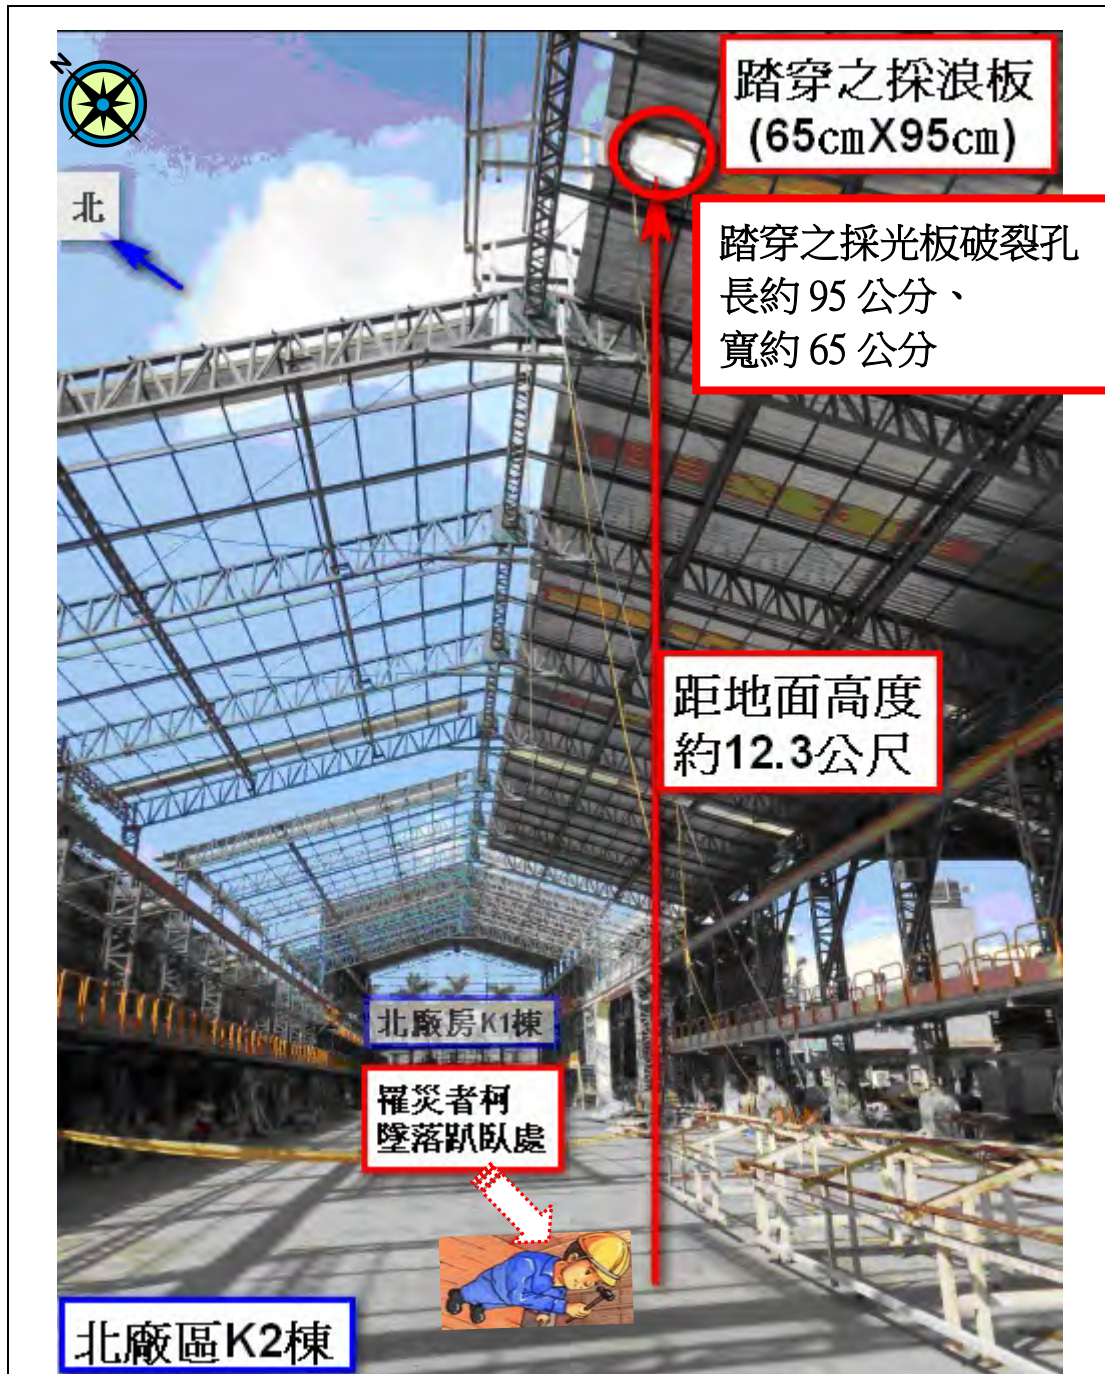 N
北
踏穿之採浪板
(65cmX95cm)
踏穿之採光板破裂孔
長約 95 公分、
寬約 65 公分
距地面高度
約12.3公尺
北廠房K1棟
罹災者柯
墜落趴臥處
北廠區K2棟